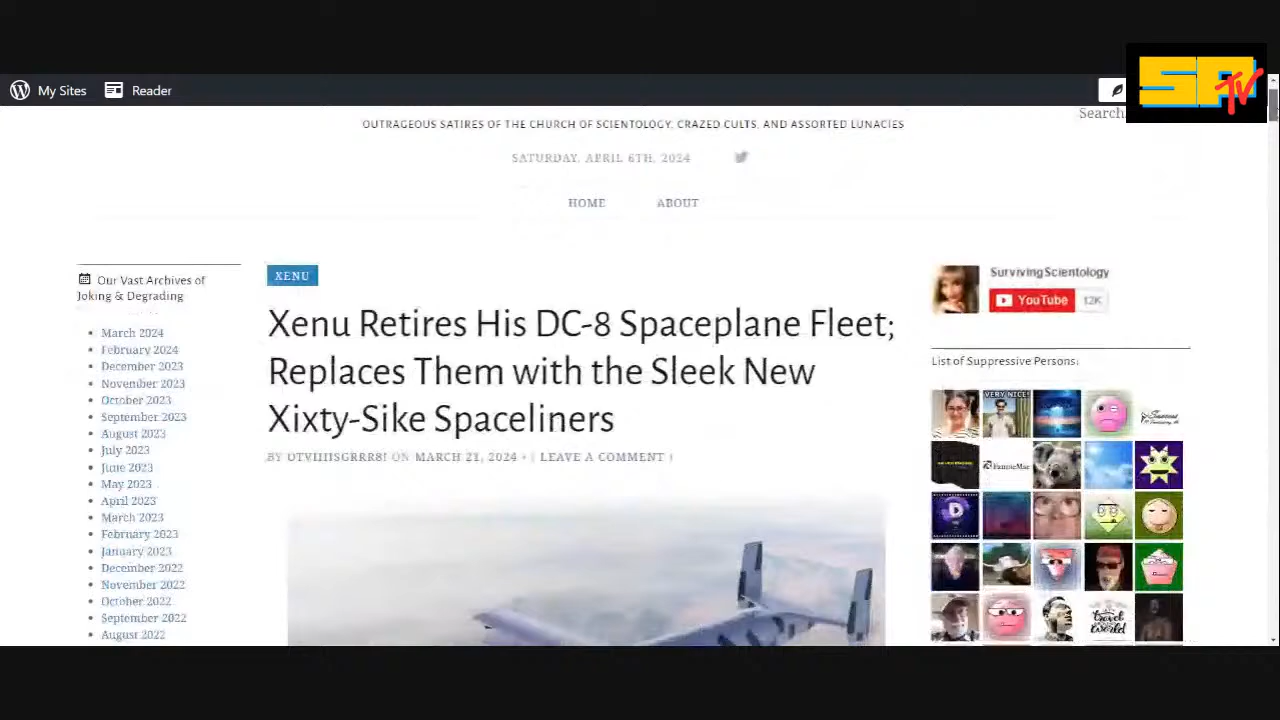 My Sites
Reader
SPTV
Search
OUTRAGEOUS SATIRES OF THE CHURCH OF SCIENTOLOGY, CRAZED CULTS, AND ASSORTED LUNACIES
SATURDAY, APRIL 6TH, 2024
HOME ABOUT
Our Vast Archives of
Joking & Degrading
March 2024
February 2024
December 2023
November 2023
October 2023
September 2023
August 2023
July 2023
June 2023
May 2023
April 2023
March 2023
February 2023
January 2023
December 2022
November 2022
October 2022
September 2022
August 2022
XENU
Xenu Retires His DC-8 Spaceplane Fleet;
Replaces Them with the Sleek New
Xixty-Sike Spaceliners
BY OTVIIIISGRRR8! ON MARCH 21, 2024 • ( LEAVE A COMMENT )
SurvivingScientology
YouTube 12K
List of Suppressive Persons:
VERY NICE!
FannieMae
travel
world